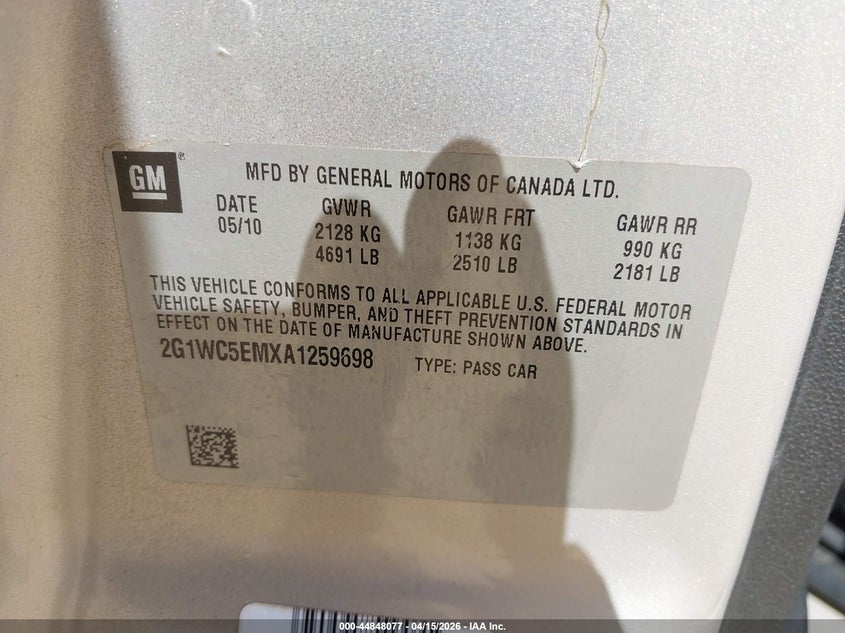 GM®
MFD BY GENERAL MOTORS OF CANADA LTD.
DATE GVWR GAWR FRT GAWR RR
05/10 2128 KG 1138 KG 990 KG
4691 LB 2510 LB 2181 LB
THIS VEHICLE CONFORMS TO ALL APPLICABLE U.S. FEDERAL MOTOR
VEHICLE SAFETY, BUMPER, AND THEFT PREVENTION STANDARDS IN
EFFECT ON THE DATE OF MANUFACTURE SHOWN ABOVE.
2G1WC5EMXA1259698 TYPE: PASS CAR
000-44848077 - 04/15/2026 - IAA Inc.